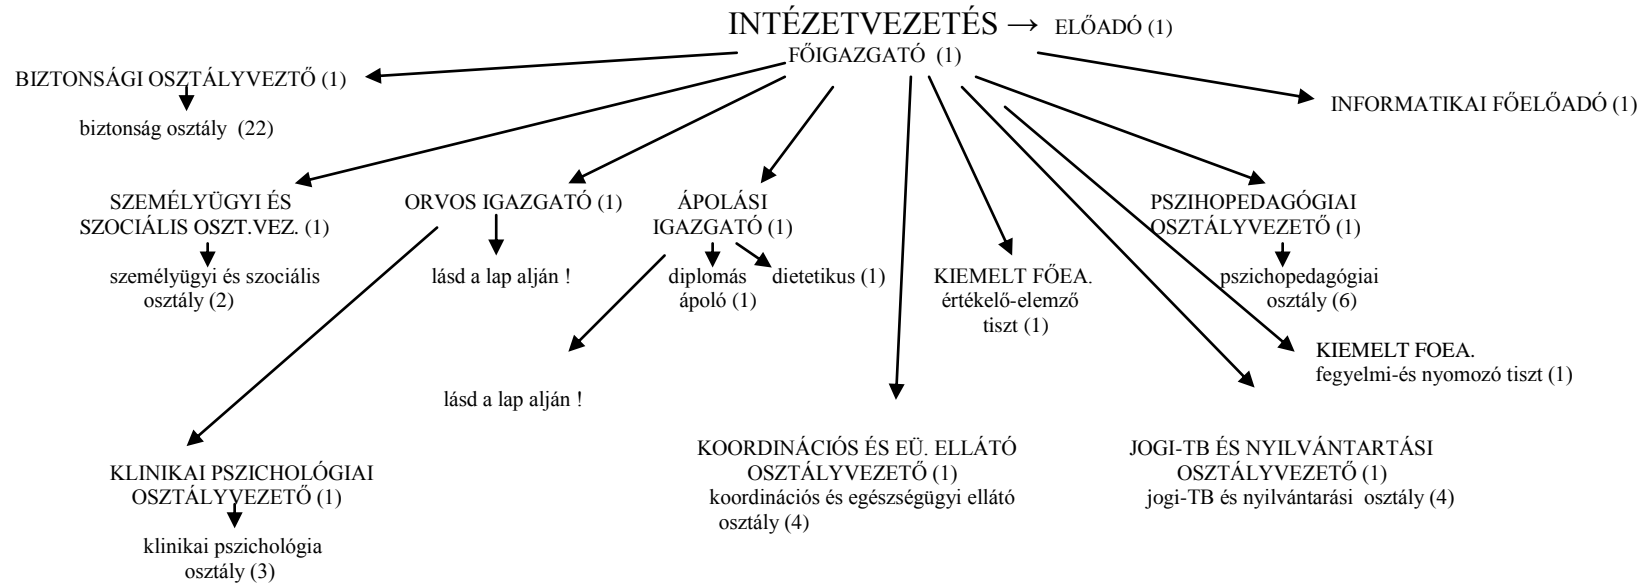 INTÉZETVEZETÉS → ELŐADÓ (1)
FŐIGAZGATÓ (1)
BIZTONSÁGI OSZTÁLYVEZTŐ (1)
biztonság osztály (22)
INFORMATIKAI FŐELŐADÓ (1)
SZEMÉLYÜGYI ÉS
SZOCIÁLIS OSZT.VEZ. (1)
személyügyi és szociális
osztály (2)
ORVOS IGAZGATÓ (1)
lásd a lap alján !
ÁPOLÁSI
IGAZGATÓ (1)
diplomás
ápoló (1)
dietetikus (1)
lásd a lap alján !
KIEMELT FŐEA.
értékelő-elemző
tiszt (1)
PSZIHOPEDAGÓGIAI
OSZTÁLYVEZETŐ (1)
pszichopedagógiai
osztály (6)
KIEMELT FOEA.
fegyelmi-és nyomozó tiszt (1)
KLINIKAI PSZICHOLÓGIAI
OSZTÁLYVEZETŐ (1)
klinikai pszichológia
osztály (3)
KOORDINÁCIÓS ÉS EÜ. ELLÁTÓ
OSZTÁLYVEZETŐ (1)
koordinációs és egészségügyi ellátó
osztály (4)
JOGI-TB ÉS NYILVÁNTARTÁSI
OSZTÁLYVEZETŐ (1)
jogi-TB és nyilvántarási osztály (4)